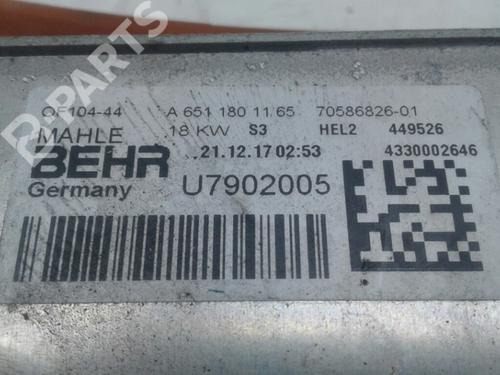 B-PARTS
OF104-44 A 651 180 11 65 70586826-01
MAHLE 18 KW S3 HEL2 449526
BEHR 21.12.17 02:53 4330002646
Germany U7902005